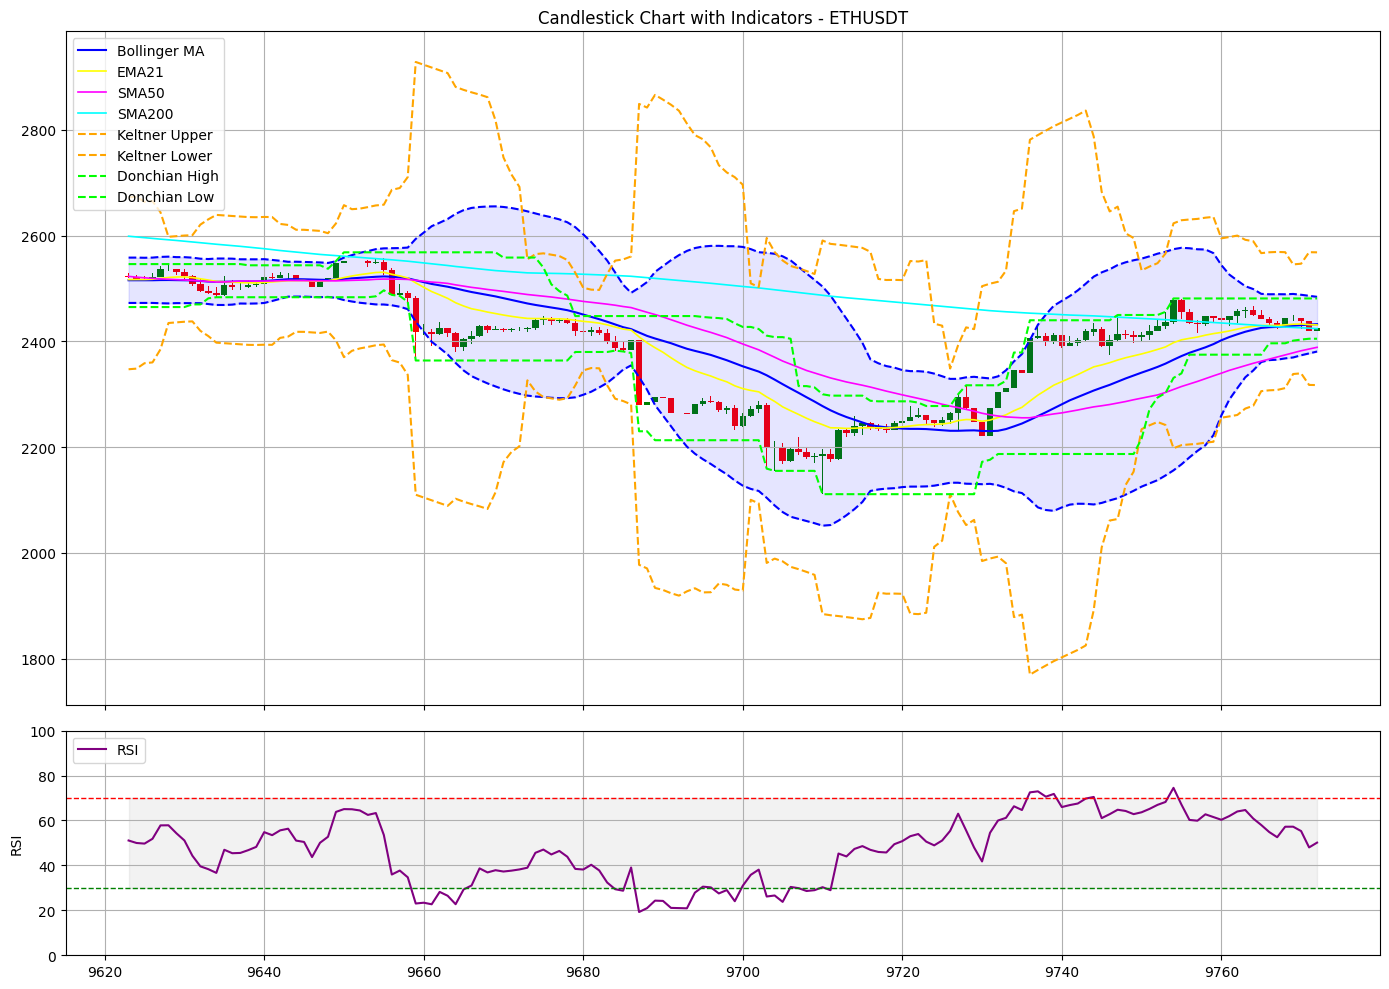 Candlestick Chart with Indicators - ETHUSDT
Bollinger MA
EMA21
SMA50
SMA200
Keltner Upper
Keltner Lower
Donchian High
Donchian Low
2800
2600
2400
2200
2000
1800
RSI
100
80
60
40
20
0
RSI
9620 9640 9660 9680 9700 9720 9740 9760